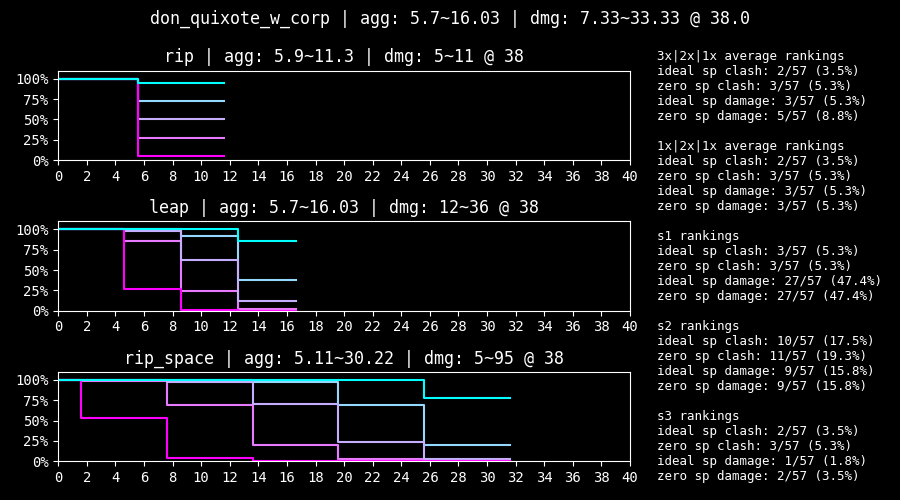 don_quixote_w_corp | agg: 5.7~16.03 | dmg: 7.33~33.33 @ 38.0
rip | agg: 5.9~11.3 | dmg: 5~11 @ 38
100%
75%
50%
25%
0%
0 2 4 6 8 10 12 14 16 18 20 22 24 26 28 30 32 34 36 38 40
leap | agg: 5.7~16.03 | dmg: 12~36 @ 38
100%
75%
50%
25%
0%
0 2 4 6 8 10 12 14 16 18 20 22 24 26 28 30 32 34 36 38 40
rip_space | agg: 5.11~30.22 | dmg: 5~95 @ 38
100%
75%
50%
25%
0%
0 2 4 6 8 10 12 14 16 18 20 22 24 26 28 30 32 34 36 38 40
3x|2x|1x average rankings
ideal sp clash: 2/57 (3.5%)
zero sp clash: 3/57 (5.3%)
ideal sp damage: 3/57 (5.3%)
zero sp damage: 5/57 (8.8%)
1x|2x|1x average rankings
ideal sp clash: 2/57 (3.5%)
zero sp clash: 3/57 (5.3%)
ideal sp damage: 3/57 (5.3%)
zero sp damage: 3/57 (5.3%)
s1 rankings
ideal sp clash: 3/57 (5.3%)
zero sp clash: 3/57 (5.3%)
ideal sp damage: 27/57 (47.4%)
zero sp damage: 27/57 (47.4%)
s2 rankings
ideal sp clash: 10/57 (17.5%)
zero sp clash: 11/57 (19.3%)
ideal sp damage: 9/57 (15.8%)
zero sp damage: 9/57 (15.8%)
s3 rankings
ideal sp clash: 2/57 (3.5%)
zero sp clash: 3/57 (5.3%)
ideal sp damage: 1/57 (1.8%)
zero sp damage: 2/57 (3.5%)